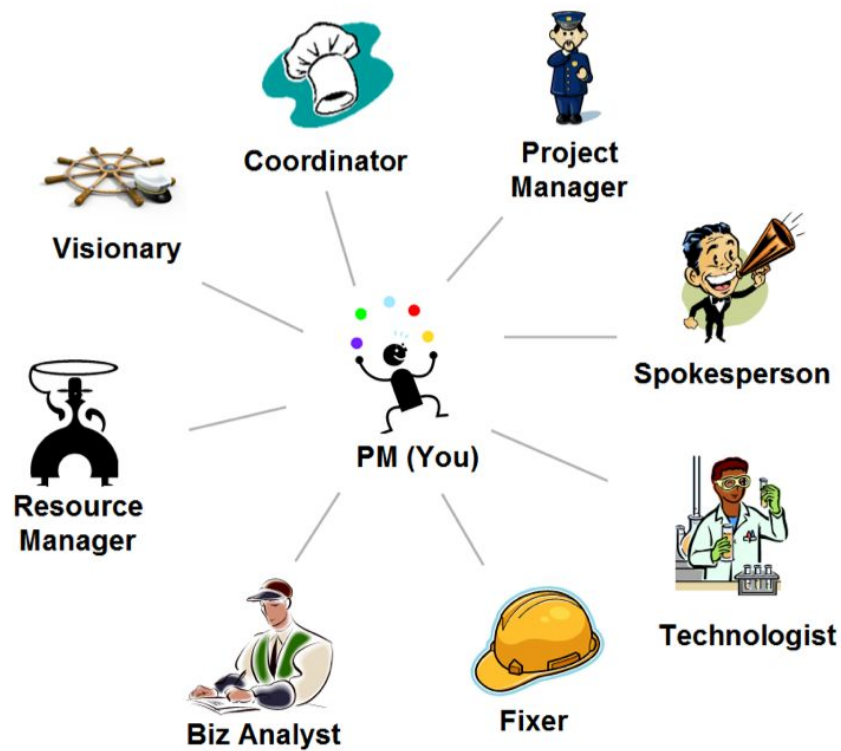 Coordinator
Project
Manager
Visionary
Spokesperson
PM (You)
Resource
Manager
Technologist
Fixer
Biz Analyst